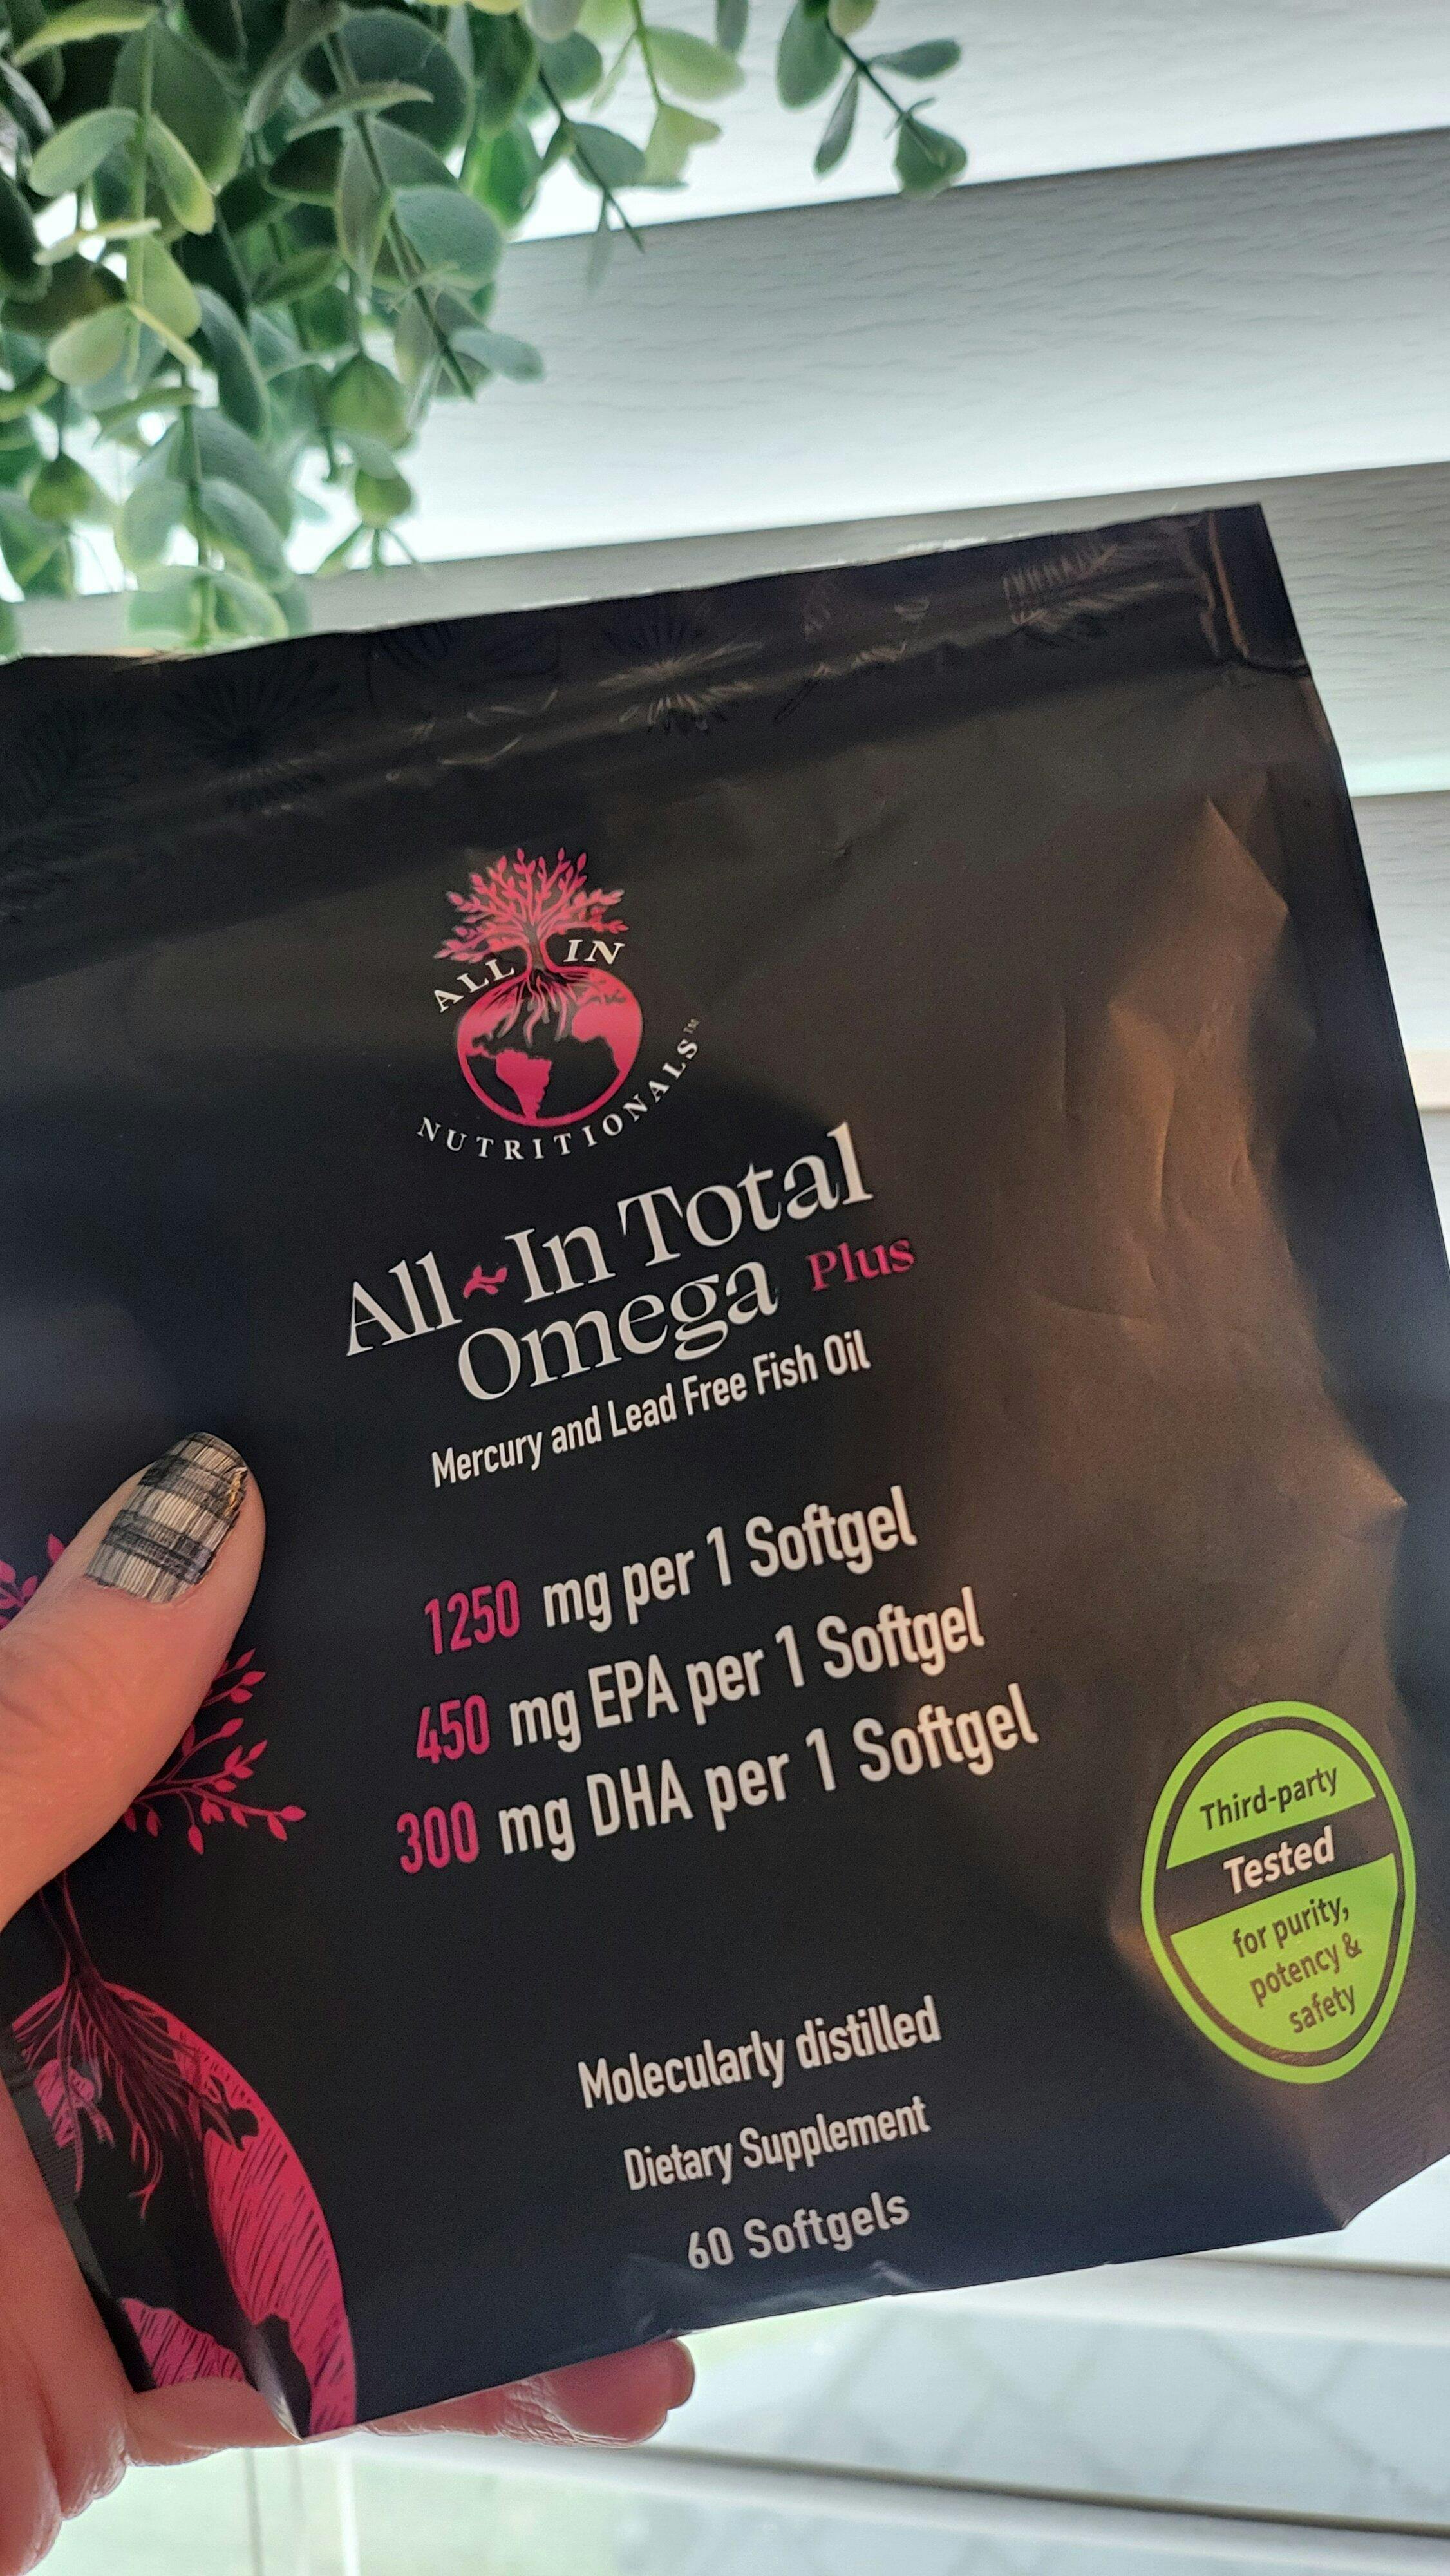 ALL IN
NUTRITIONALS™
All-In Total
Omega Plus
Mercury and Lead Free Fish Oil
1250 mg per 1 Softgel
450 mg EPA per 1 Softgel
300 mg DHA per 1 Softgel
Third-party
Tested
for purity,
potency &
safety
Molecularly distilled
Dietary Supplement
60 Softgels